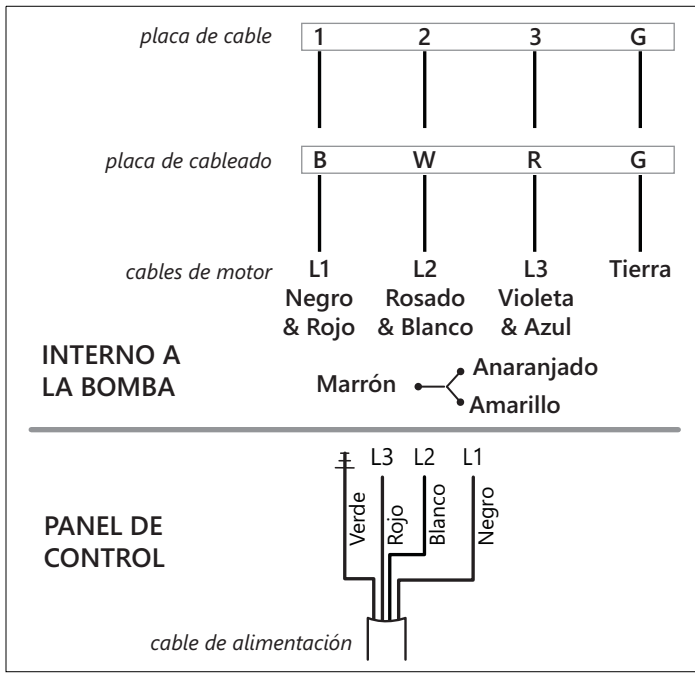 placa de cable 1 2 3 G
placa de cableado B W R G
cables de motor L1 L2 L3 Tierra
Negro Rosado Violeta
& Rojo & Blanco & Azul
INTERNO A
LA BOMBA
Marrón Anaranjado
Amarillo
L3 L2 L1
Verde Rojo Blanco Negro
PANEL DE
CONTROL
cable de alimentación